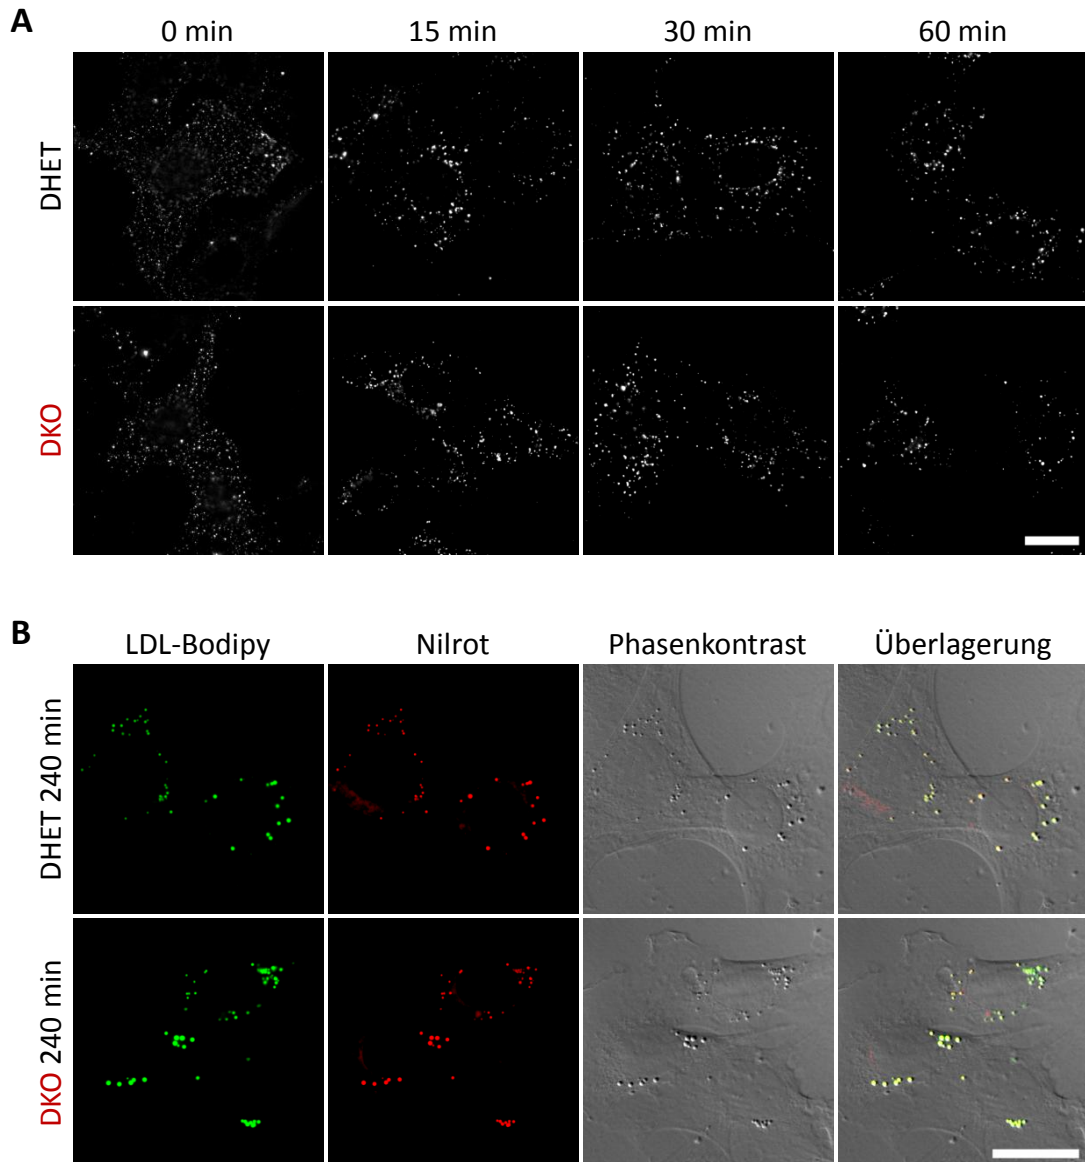 A
0 min 15 min 30 min 60 min
DHET
DKO
B
LDL-Bodipy Nilrot Phasenkontrast Überlagerung
DHET 240 min
DKO 240 min